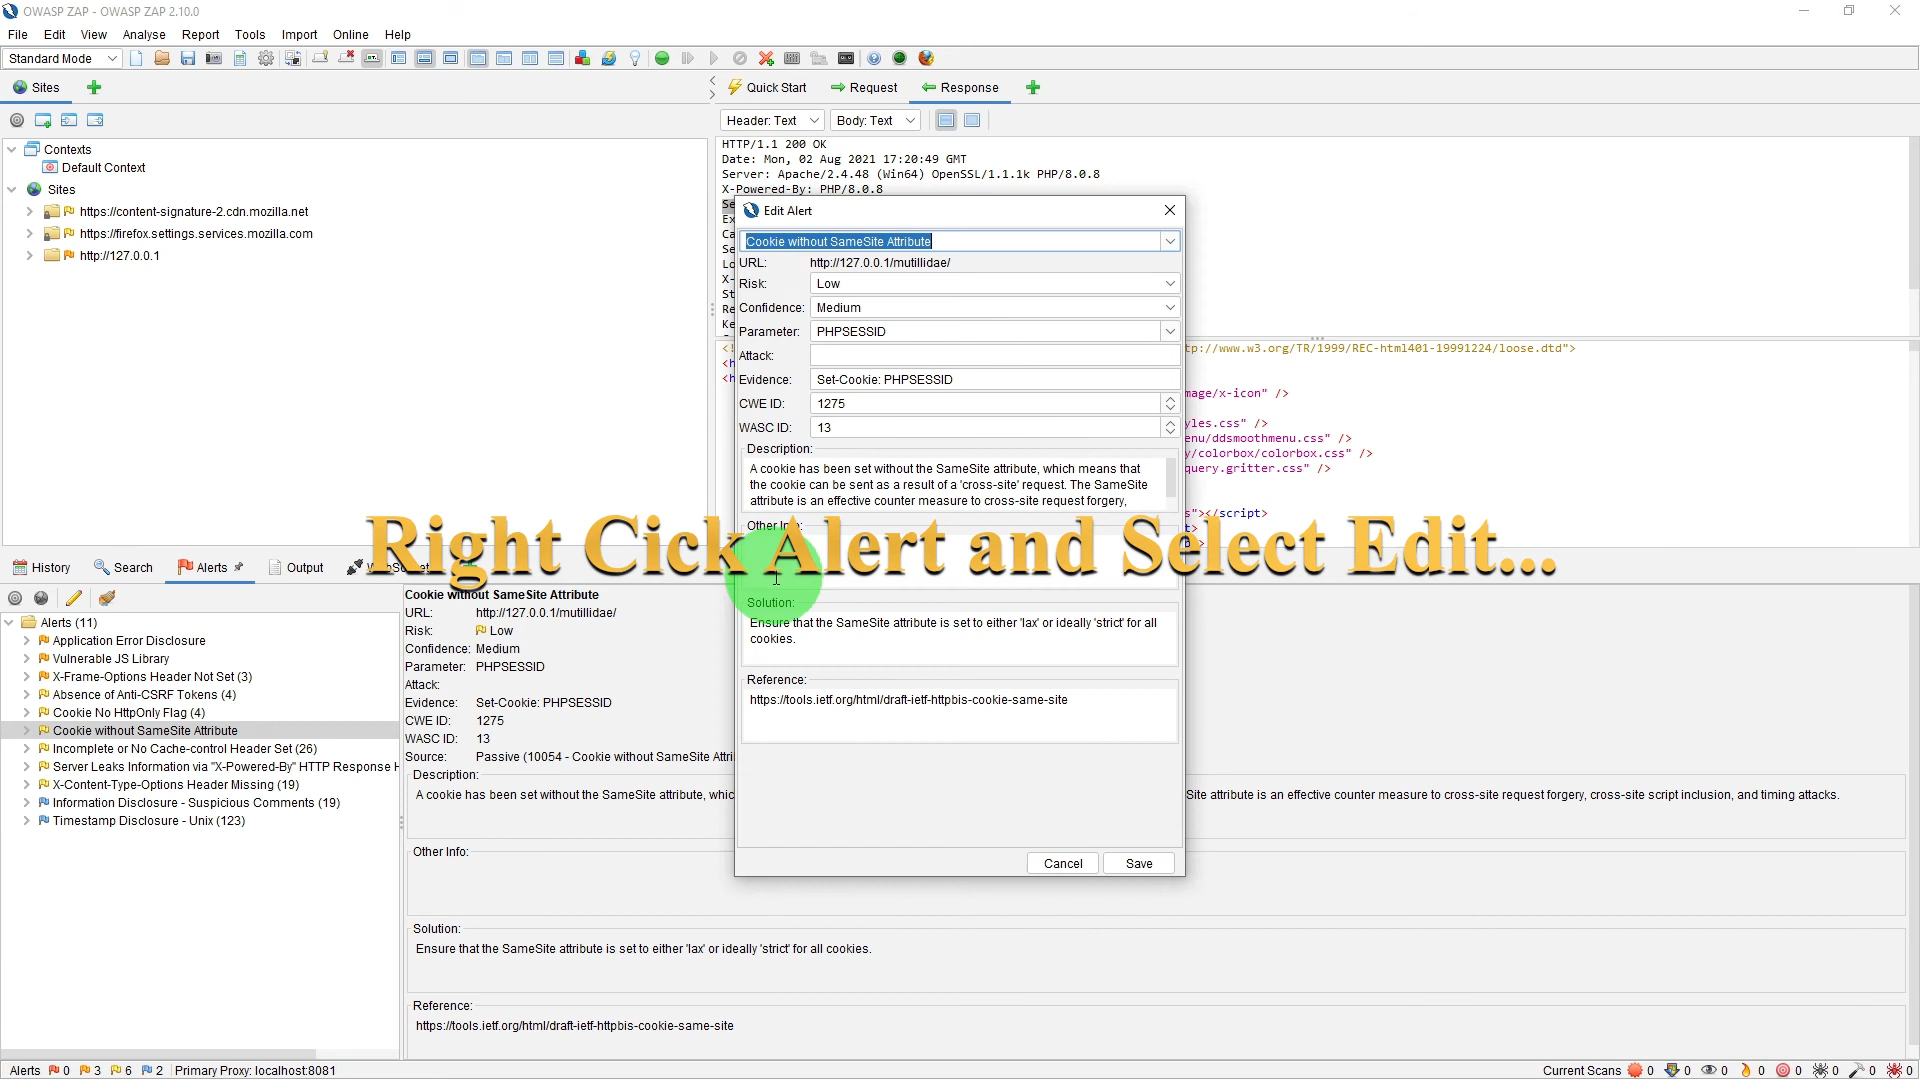 OWASP ZAP - OWASP ZAP 2.10.0
File Edit View Analyse Report Tools Import Online Help
Standard Mode
Sites
Quick Start Request Response
Header: Text Body: Text
Contexts
Default Context
Sites
https://content-signature-2.cdn.mozilla.net
https://firefox.settings.services.mozilla.com
http://127.0.0.1
HTTP/1.1 200 OK
Date: Mon, 02 Aug 2021 17:20:49 GMT
Server: Apache/2.4.48 (Win64) OpenSSL/1.1.1k PHP/8.0.8
X-Powered-By: PHP/8.0.8
Se
Ex
Ca
Se
Lo
X-
St
Re
Ke
Edit Alert
Cookie without SameSite Attribute
URL: http://127.0.0.1/mutillidae/
Risk: Low
Confidence: Medium
Parameter: PHPSESSID
Attack:
Evidence: Set-Cookie: PHPSESSID
CWE ID: 1275
WASC ID: 13
Description:
A cookie has been set without the SameSite attribute, which means that
the cookie can be sent as a result of a 'cross-site' request. The SameSite
attribute is an effective counter measure to cross-site request forgery,
Other Info:
Solution:
Ensure that the SameSite attribute is set to either 'lax' or ideally 'strict' for all
cookies.
Reference:
https://tools.ietf.org/html/draft-ietf-httpbis-cookie-same-site
Cancel Save
tp://www.w3.org/TR/1999/REC-html401-19991224/loose.dtd">
mage/x-icon" />
yles.css" />
enu/ddsmoothmenu.css" />
y/colorbox/colorbox.css" />
query.gritter.css" />
s"></script>
Right Cick Alert and Select Edit...
History Search Alerts Output
Alerts (11)
Application Error Disclosure
Vulnerable JS Library
X-Frame-Options Header Not Set (3)
Absence of Anti-CSRF Tokens (4)
Cookie No HttpOnly Flag (4)
Cookie without SameSite Attribute
Incomplete or No Cache-control Header Set (26)
Server Leaks Information via "X-Powered-By" HTTP Response H
X-Content-Type-Options Header Missing (19)
Information Disclosure - Suspicious Comments (19)
Timestamp Disclosure - Unix (123)
Cookie without SameSite Attribute
URL: http://127.0.0.1/mutillidae/
Risk: Low
Confidence: Medium
Parameter: PHPSESSID
Attack:
Evidence: Set-Cookie: PHPSESSID
CWE ID: 1275
WASC ID: 13
Source: Passive (10054 - Cookie without SameSite Attri
Description:
A cookie has been set without the SameSite attribute, whic Site attribute is an effective counter measure to cross-site request forgery, cross-site script inclusion, and timing attacks.
Other Info:
Solution:
Ensure that the SameSite attribute is set to either 'lax' or ideally 'strict' for all cookies.
Reference:
https://tools.ietf.org/html/draft-ietf-httpbis-cookie-same-site
Alerts 0 3 6 2 Primary Proxy: localhost:8081
Current Scans 0 0 0 0 0 0 0 0